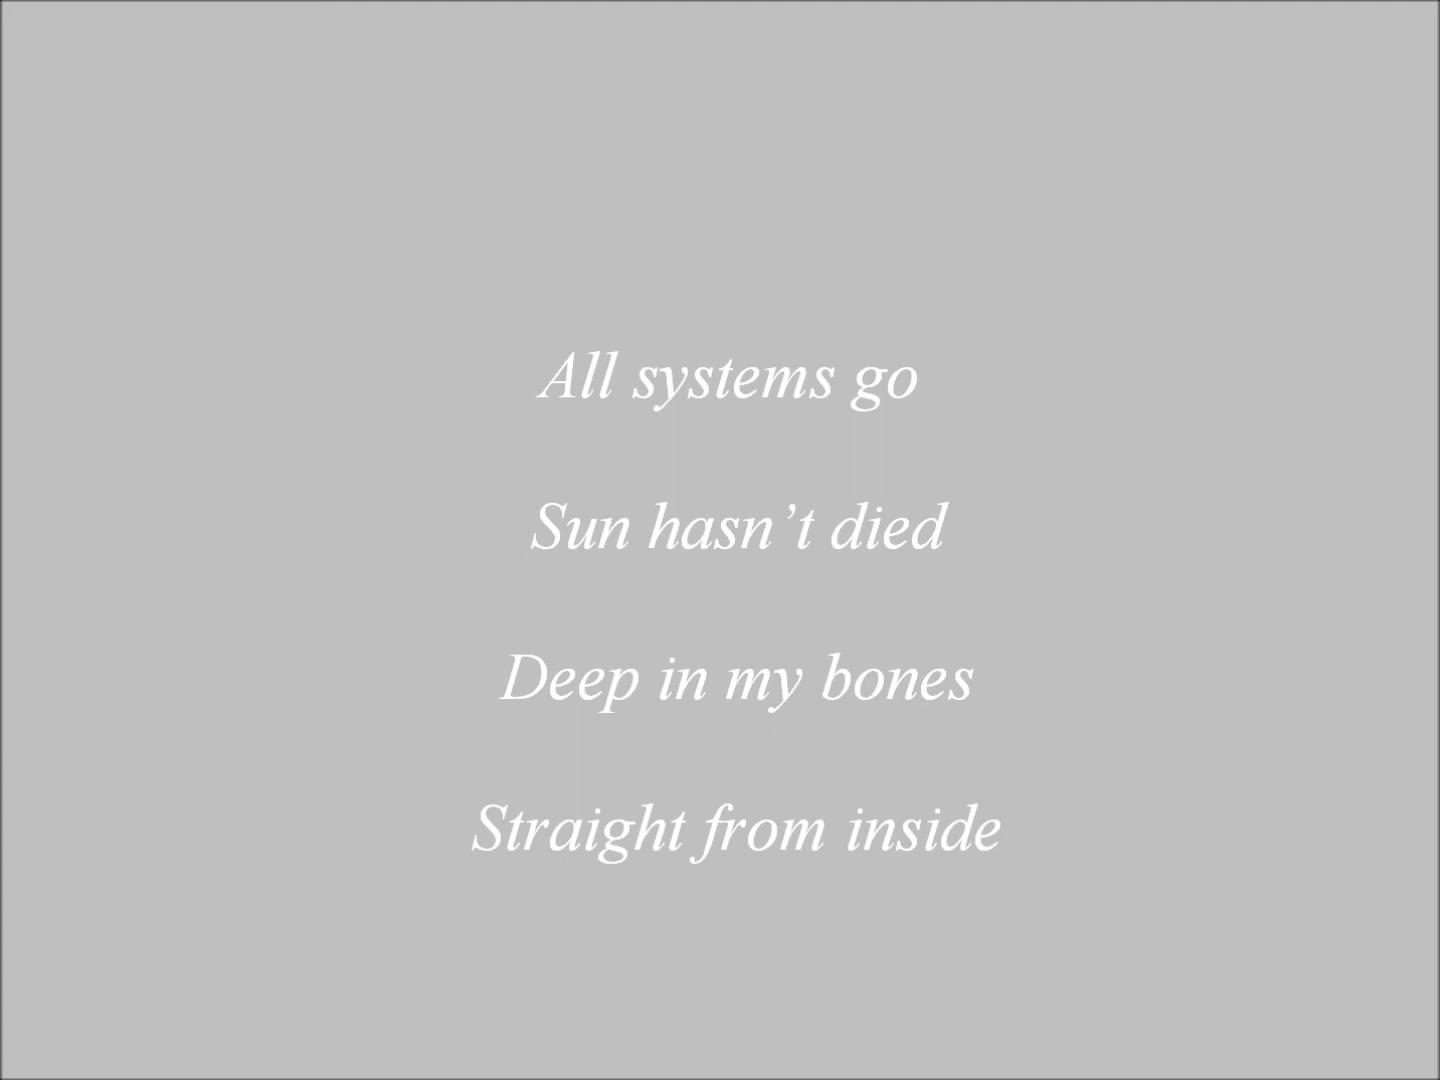 All systems go
Sun hasn’t died
Deep in my bones
Straight from inside